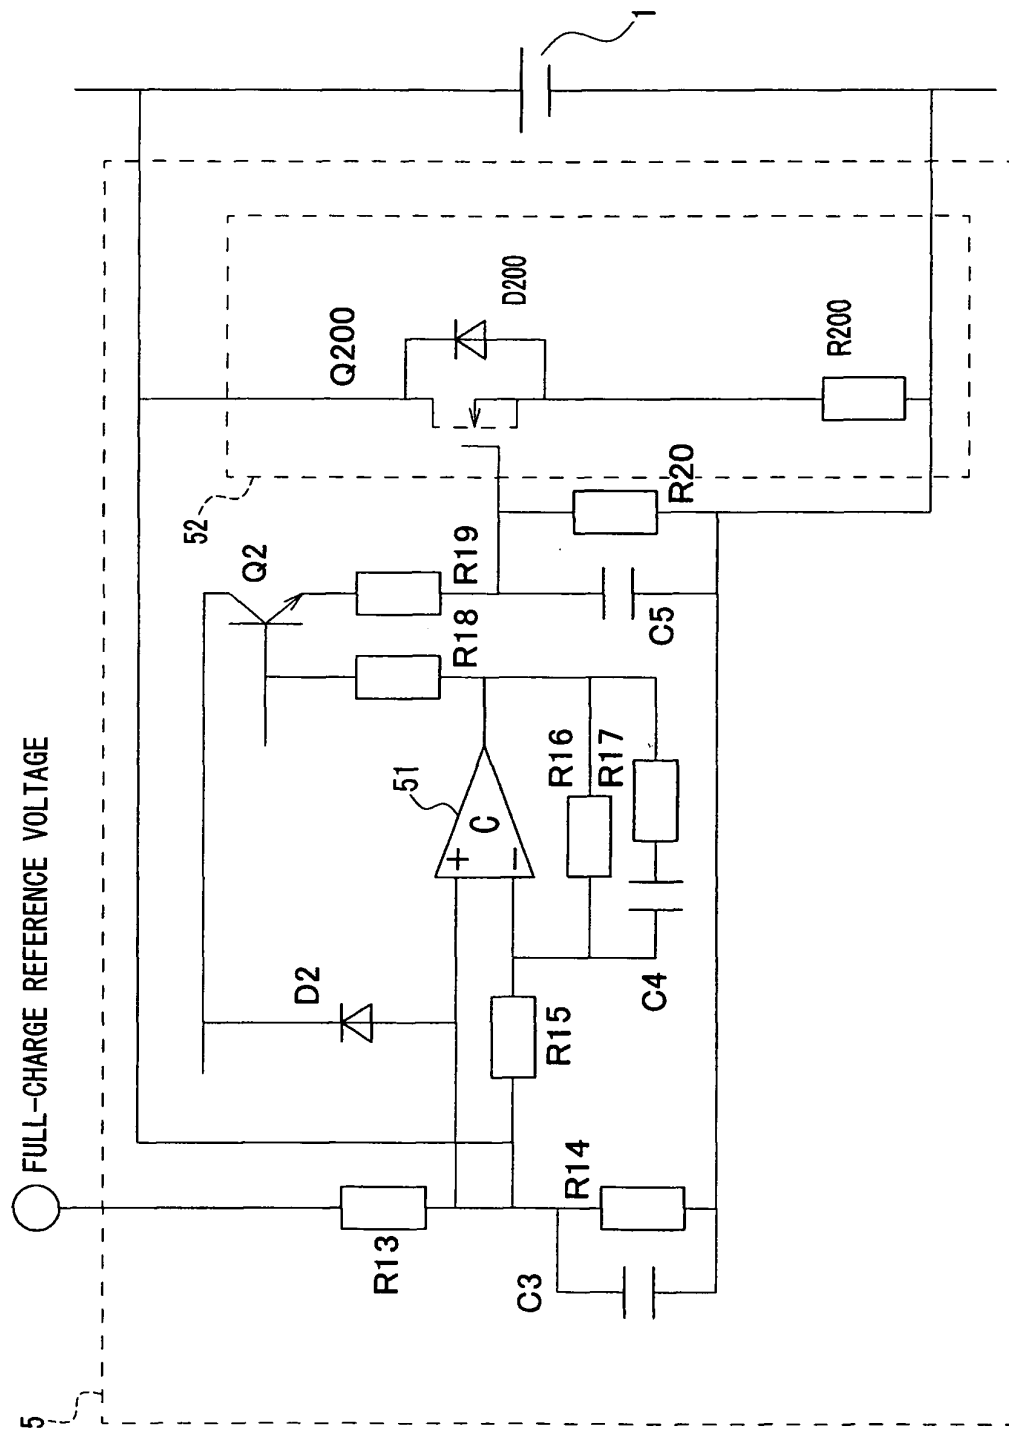 1
FULL-CHARGE REFERENCE VOLTAGE
5
52
Q200
D200
R200
Q2
R19
R18
R20
C5
51
C
+
−
R16
R17
C4
D2
R15
R13
R14
C3